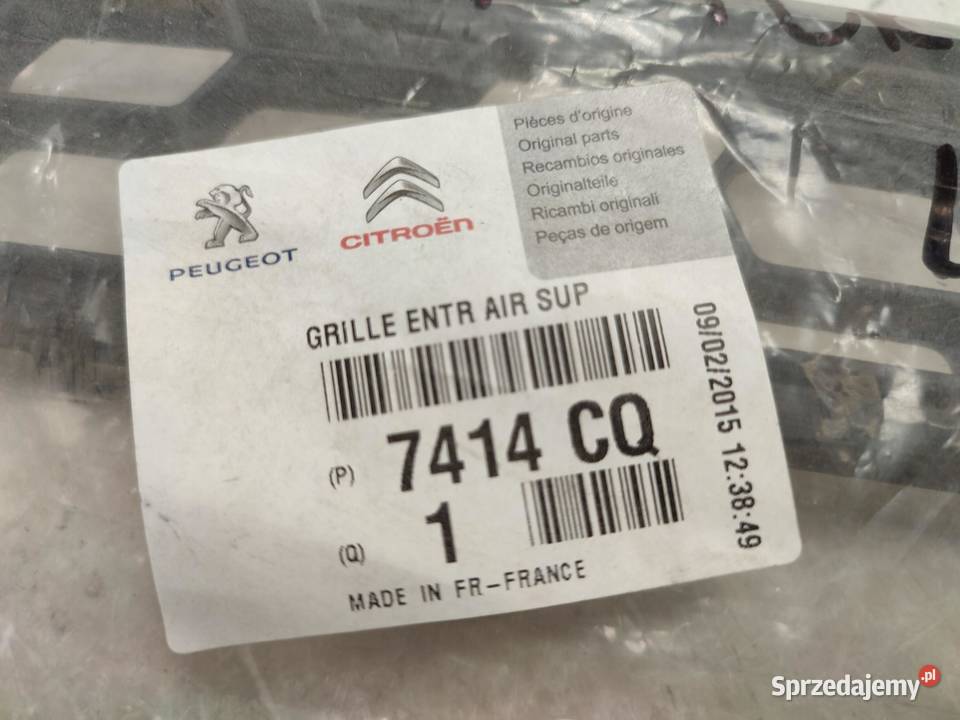 Pièces d'origine
Original parts
Recambios originales
Originalteile
Ricambi originali
Peças de origem
PEUGEOT
CITROËN
GRILLE ENTR AIR SUP
(P) 7414 CQ
(Q) 1
MADE IN FR-FRANCE
09/02/2015 12:38:49
Sprzedajemy.pl